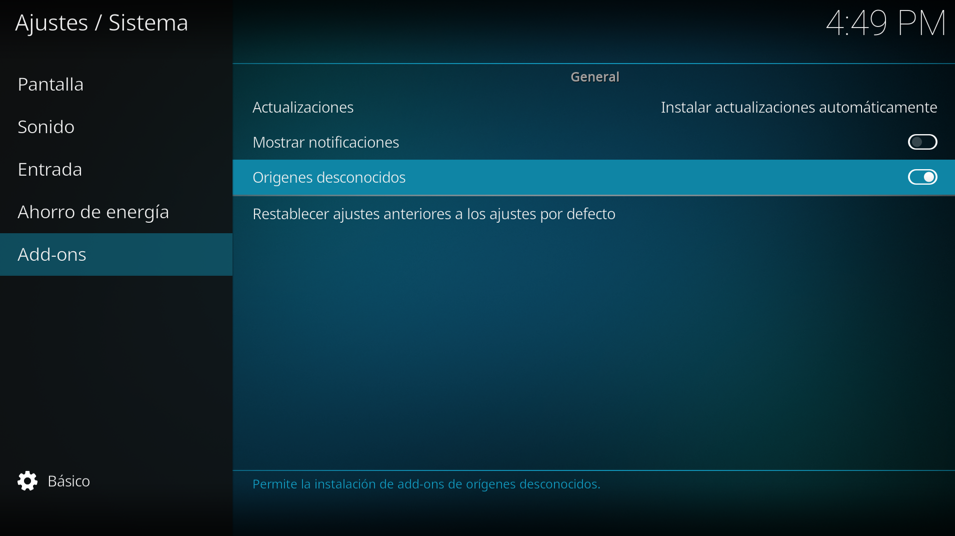 Ajustes / Sistema
4:49 PM
Pantalla
Sonido
Entrada
Ahorro de energía
Add-ons
Básico
General
Actualizaciones Instalar actualizaciones automáticamente
Mostrar notificaciones
Origenes desconocidos
Restablecer ajustes anteriores a los ajustes por defecto
Permite la instalación de add-ons de orígenes desconocidos.